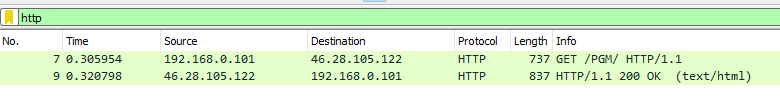 http
No. Time Source Destination Protocol Length Info
7 0.305954 192.168.0.101 46.28.105.122 HTTP 737 GET /PGM/ HTTP/1.1
9 0.320798 46.28.105.122 192.168.0.101 HTTP 837 HTTP/1.1 200 OK (text/html)